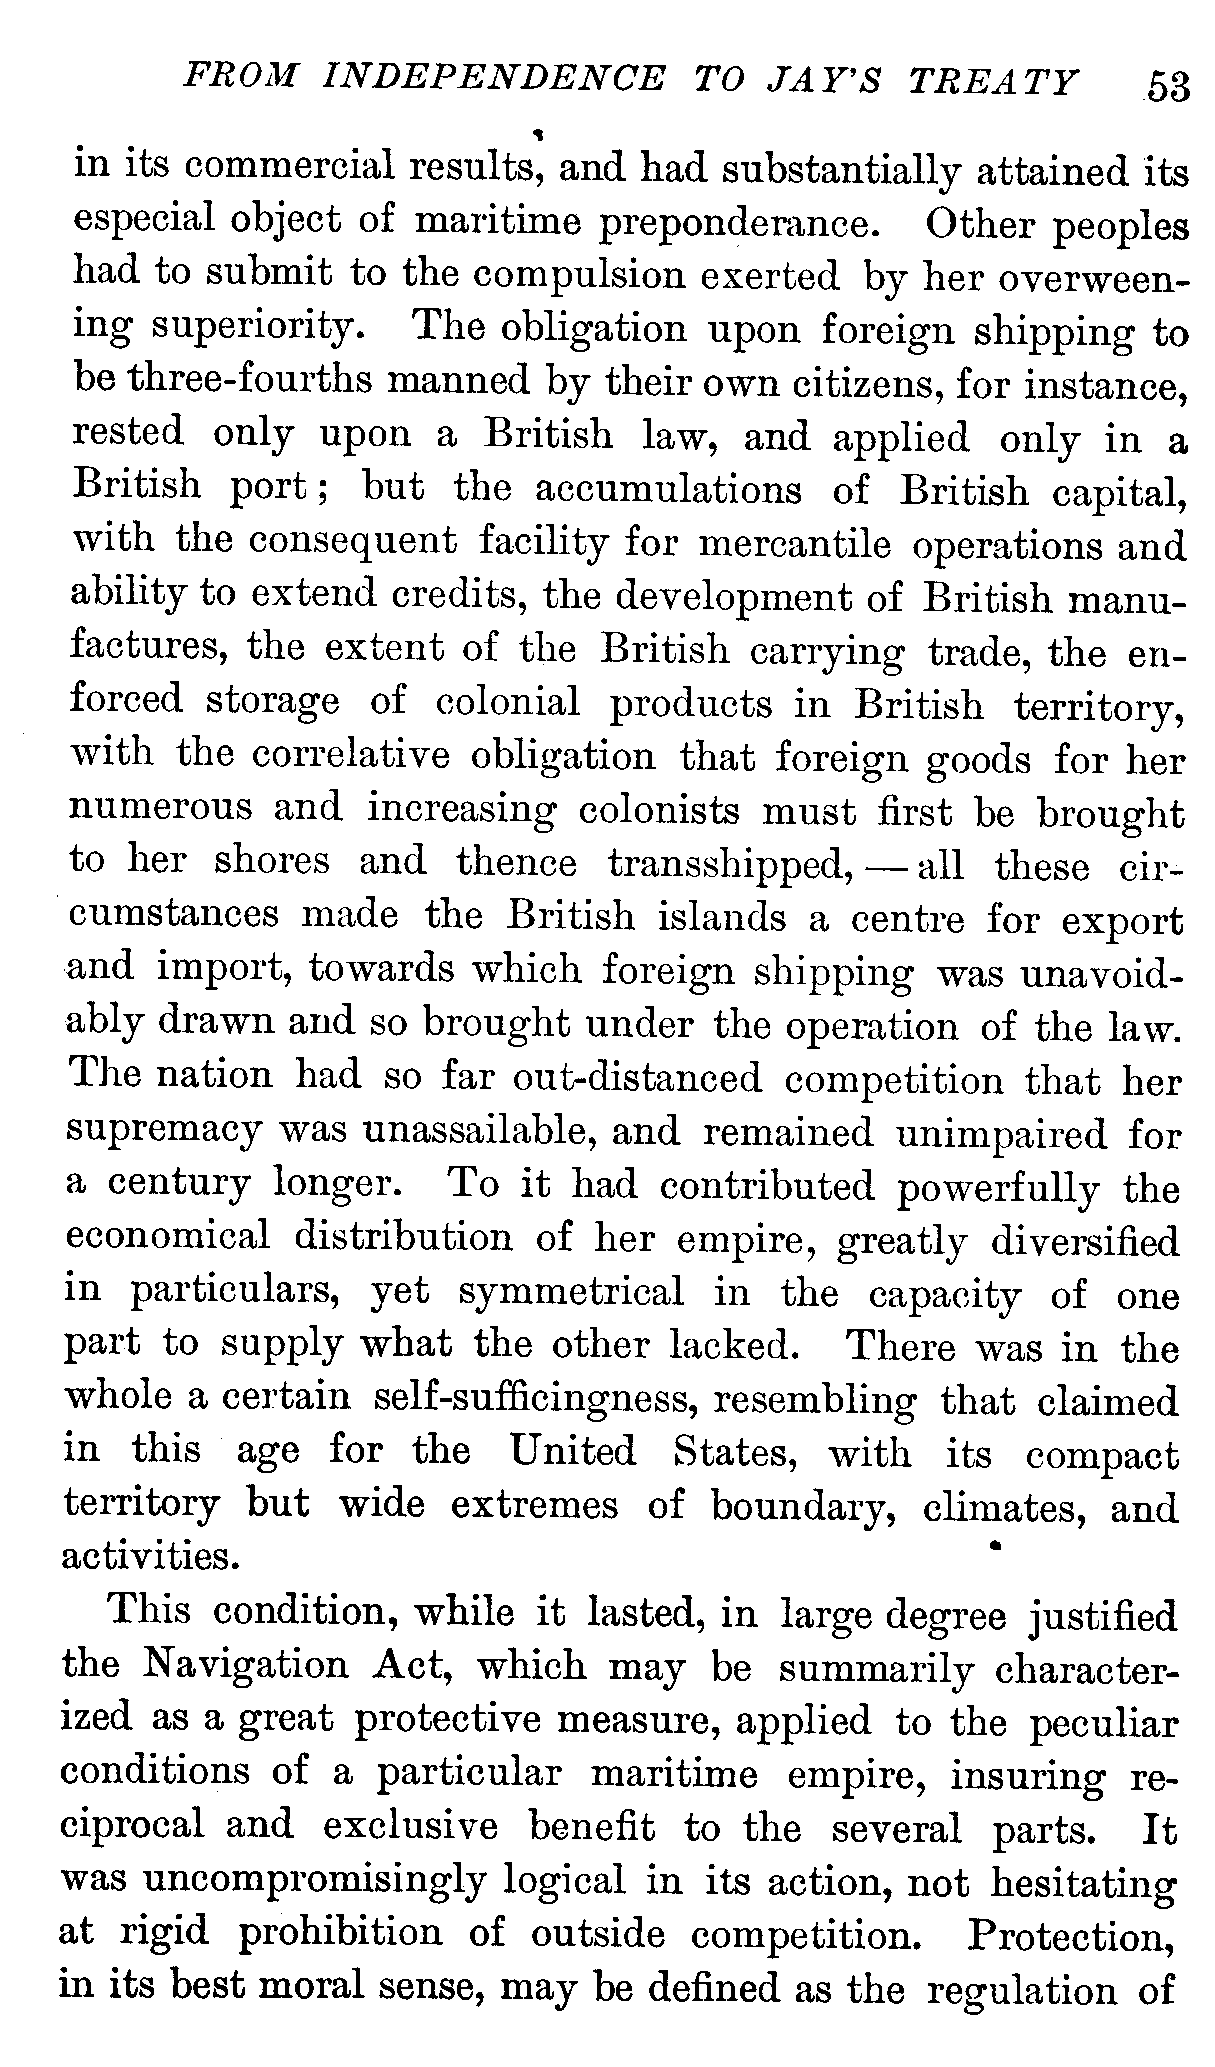 FROM INDEPENDENCE TO JAY'S TREATY 53
in its commercial results, and had substantially attained its
especial object of maritime preponderance. Other peoples
had to submit to the compulsion exerted by her overween-
ing superiority. The obligation upon foreign shipping to
be three-fourths manned by their own citizens, for instance,
rested only upon a British law, and applied only in a
British port; but the accumulations of British capital,
with the consequent facility for mercantile operations and
ability to extend credits, the development of British manu-
factures, the extent of the British carrying trade, the en-
forced storage of colonial products in British territory,
with the correlative obligation that foreign goods for her
numerous and increasing colonists must first be brought
to her shores and thence transshipped, — all these cir-
cumstances made the British islands a centre for export
and import, towards which foreign shipping was unavoid-
ably drawn and so brought under the operation of the law.
The nation had so far out-distanced competition that her
supremacy was unassailable, and remained unimpaired for
a century longer. To it had contributed powerfully the
economical distribution of her empire, greatly diversified
in particulars, yet symmetrical in the capacity of one
part to supply what the other lacked. There was in the
whole a certain self-sufficingness, resembling that claimed
in this age for the United States, with its compact
territory but wide extremes of boundary, climates, and
activities.
This condition, while it lasted, in large degree justified
the Navigation Act, which may be summarily character-
ized as a great protective measure, applied to the peculiar
conditions of a particular maritime empire, insuring re-
ciprocal and exclusive benefit to the several parts. It
was uncompromisingly logical in its action, not hesitating
at rigid prohibition of outside competition. Protection,
in its best moral sense, may be defined as the regulation of